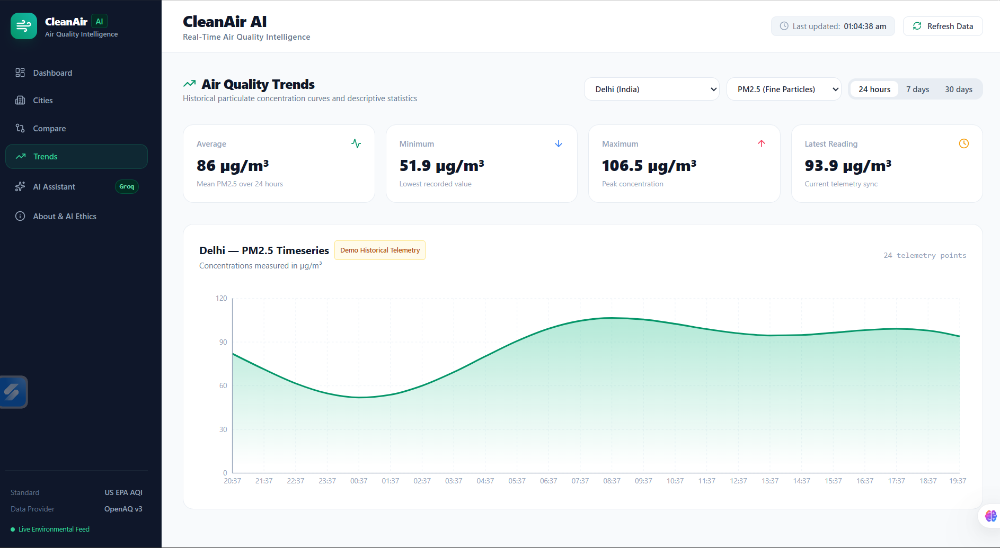 CleanAir AI
Air Quality Intelligence
Dashboard
Cities
Compare
Trends
AI Assistant Groq
About & AI Ethics
Standard US EPA AQI
Data Provider OpenAQ v3
Live Environmental Feed
CleanAir AI
Real-Time Air Quality Intelligence
Last updated: 01:04:38 am
Refresh Data
Air Quality Trends
Historical particulate concentration curves and descriptive statistics
Delhi (India)
PM2.5 (Fine Particles)
24 hours 7 days 30 days
Average
86 µg/m³
Mean PM2.5 over 24 hours
Minimum
51.9 µg/m³
Lowest recorded value
Maximum
106.5 µg/m³
Peak concentration
Latest Reading
93.9 µg/m³
Current telemetry sync
Delhi — PM2.5 Timeseries Demo Historical Telemetry
Concentrations measured in µg/m³
24 telemetry points
120
90
60
30
0
20:37 21:37 22:37 23:37 00:37 01:37 02:37 03:37 04:37 05:37 06:37 07:37 08:37 09:37 10:37 11:37 12:37 13:37 14:37 15:37 16:37 17:37 18:37 19:37